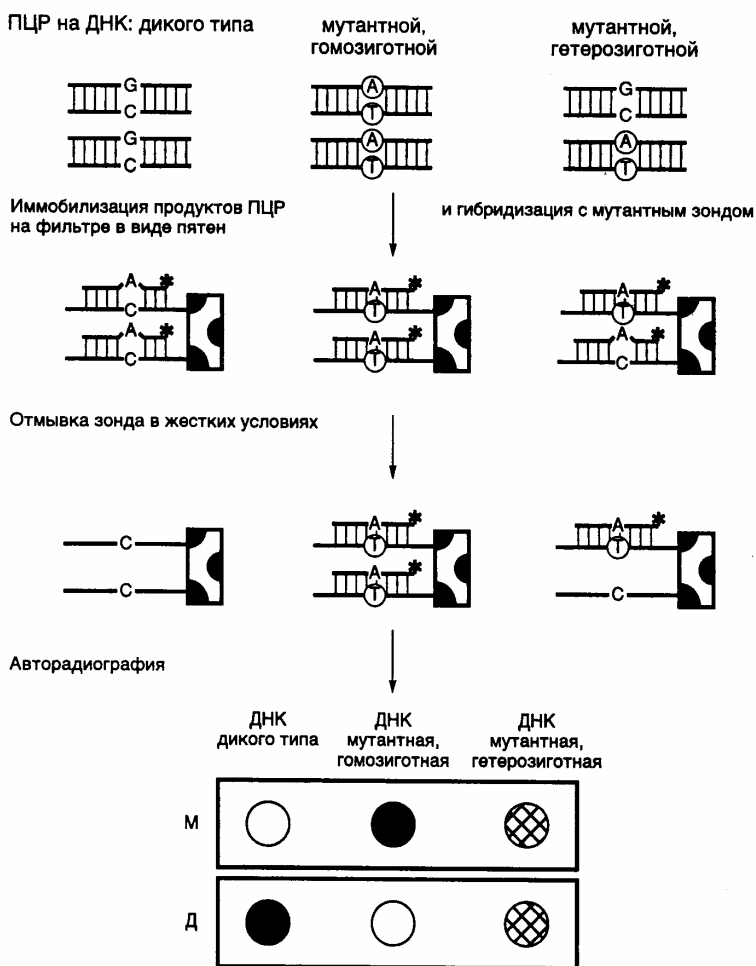 ПЦР на ДНК: дикого типа
мутантной,
гомозиготной
мутантной,
гетерозиготной
G
C
G
C
A
T
A
T
G
C
A
T
Иммобилизация продуктов ПЦР
на фильтре в виде пятен
и гибридизация с мутантным зондом
A *
C
A *
C
A *
T
A *
T
A *
T
A *
C
Отмывка зонда в жестких условиях
C
C
A *
T
A *
T
A *
T
C
Авторадиография
ДНК
дикого типа
ДНК
мутантная,
гомозиготная
ДНК
мутантная,
гетерозиготная
М
Д